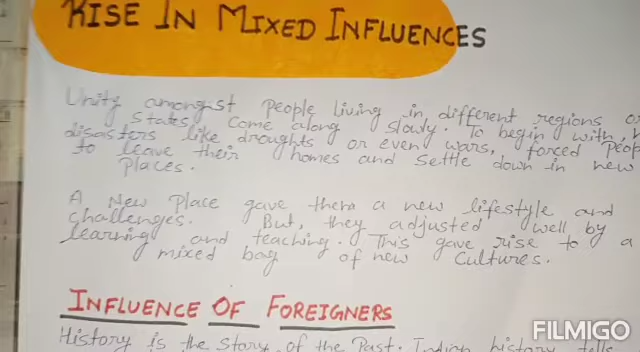 RISE IN MIXED INFLUENCES
Unity amongst people living in different regions or
states come along slowly. To begin with,
disasters like droughts or even wars, forced
to leave their homes and settle down in new
places.
A New Place gave them a new lifestyle and
challenges. But, they adjusted well by
learning and teaching. This gave rise to a
mixed bag of new cultures.
INFLUENCE OF FOREIGNERS
History is the story of the Past. Indian history tells
FILMIGO